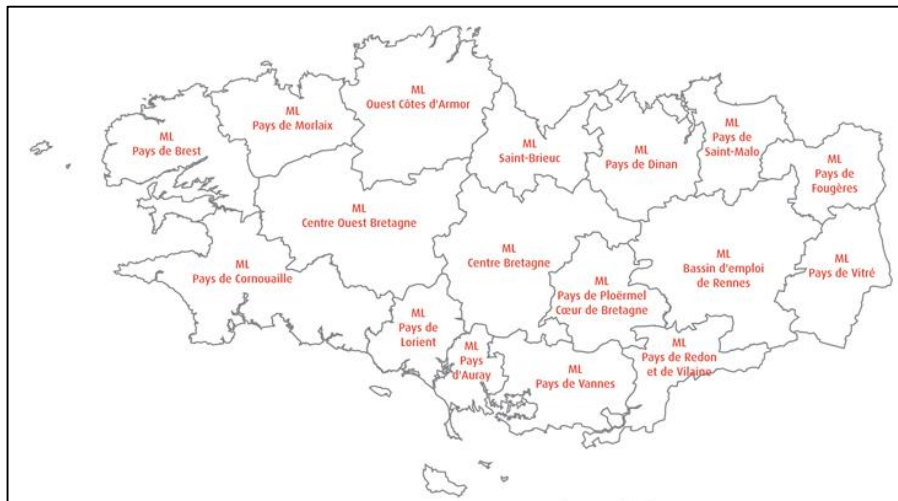 ML
Ouest Côtes d'Armor
ML
Pays de Morlaix
ML
Pays de Brest
ML
Saint-Brieuc
ML
Pays de Dinan
ML
Pays de
Saint-Malo
ML
Pays de
Fougères
ML
Centre Ouest Bretagne
ML
Centre Bretagne
ML
Bassin d'emploi
de Rennes
ML
Pays de Vitré
ML
Pays de Cornouaille
ML
Pays de Ploërmel
Cœur de Bretagne
ML
Pays de
Lorient
ML
Pays
d'Auray
ML
Pays de Vannes
ML
Pays de Redon
et de Vilaine